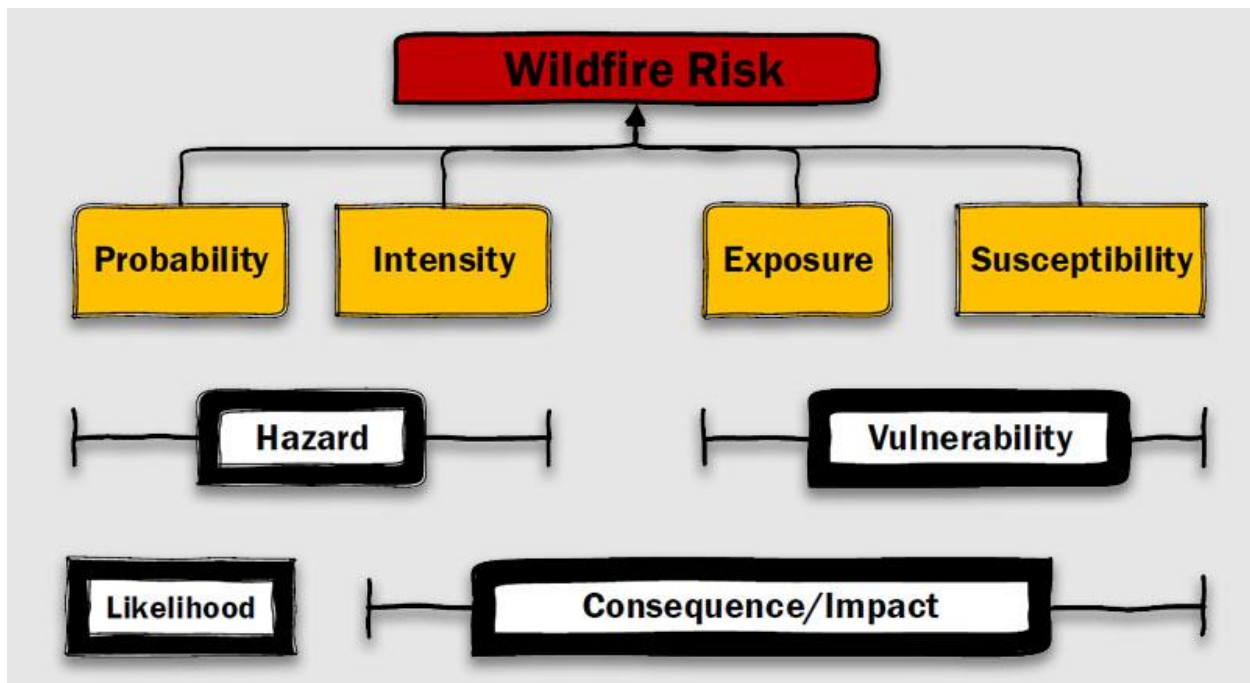 Wildfire Risk
Probability
Intensity
Exposure
Susceptibility
Hazard
Vulnerability
Likelihood
Consequence/Impact